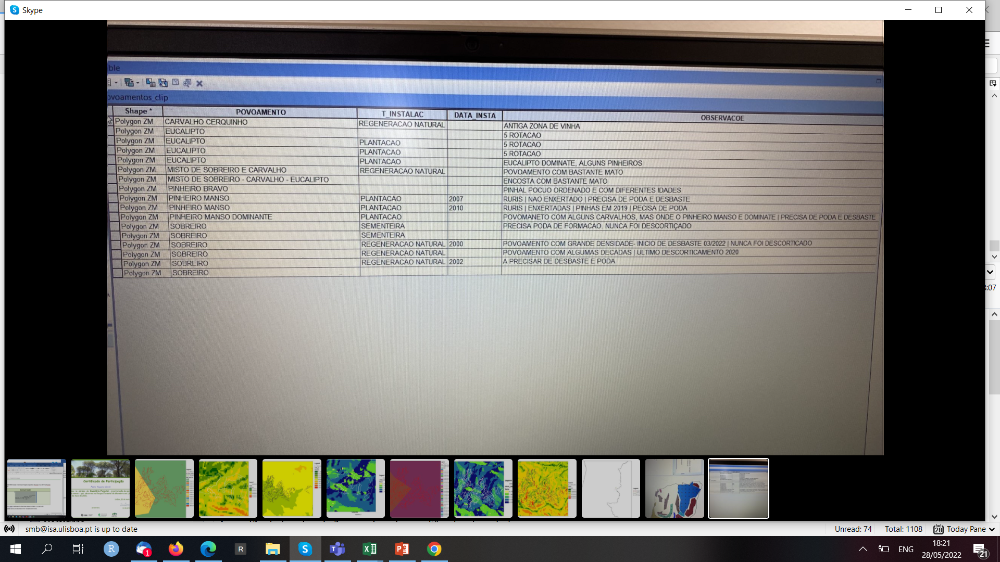 Skype
ble
ovoamentos_clip
Shape * POVOAMENTO T_INSTALAC DATA_INSTA OBSERVACOE
Polygon ZM CARVALHO CERQUINHO REGENERACAO NATURAL ANTIGA ZONA DE VINHA
Polygon ZM EUCALIPTO 5 ROTACAO
Polygon ZM EUCALIPTO PLANTACAO 5 ROTACAO
Polygon ZM EUCALIPTO PLANTACAO 5 ROTACAO
Polygon ZM EUCALIPTO PLANTACAO EUCALIPTO DOMINATE, ALGUNS PINHEIROS
Polygon ZM MISTO DE SOBREIRO E CARVALHO REGENERACAO NATURAL POVOAMENTO COM BASTANTE MATO
Polygon ZM MISTO DE SOBREIRO - CARVALHO - EUCALIPTO ENCOSTA COM BASTANTE MATO
Polygon ZM PINHEIRO BRAVO PINHAL POCUO ORDENADO E COM DIFERENTES IDADES
Polygon ZM PINHEIRO MANSO PLANTACAO 2007 RURIS | NAO ENXERTADO | PRECISA DE PODA E DESBASTE
Polygon ZM PINHEIRO MANSO PLANTACAO 2010 RURIS | ENXERTADAS | PINHAS EM 2019 | PECISA DE PODA
Polygon ZM PINHEIRO MANSO DOMINANTE PLANTACAO POVOMANETO COM ALGUNS CARVALHOS, MAS ONDE O PINHEIRO MANSO E DOMINATE | PRECISA DE PODA E DESBASTE
Polygon ZM SOBREIRO SEMENTEIRA PRECISA PODA DE FORMACAO. NUNCA FOI DESCORTIÇADO
Polygon ZM SOBREIRO SEMENTEIRA
Polygon ZM SOBREIRO REGENERACAO NATURAL 2000 POVOAMENTO COM GRANDE DENSIDADE- INICIO DE DESBASTE 03/2022 | NUNCA FOI DESCORTICADO
Polygon ZM SOBREIRO REGENERACAO NATURAL POVOAMENTO COM ALGUMAS DECADAS | ULTIMO DESCORTICAMENTO 2020
Polygon ZM SOBREIRO REGENERACAO NATURAL 2002 A PRECISAR DE DESBASTE E PODA
Polygon ZM SOBREIRO
:07
Certificado de Participação
smb@isa.ulisboa.pt is up to date
Unread: 74 Total: 1108 28 Today Pane
R 1 R
ENG
18:21
28/05/2022
21